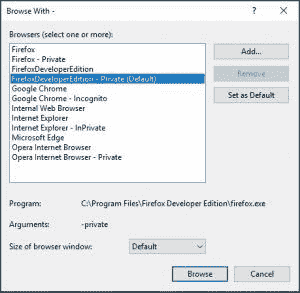 Browse With -
Browsers (select one or more):
Firefox
Firefox - Private
FirefoxDeveloperEdition
FirefoxDeveloperEdition - Private (Default)
Google Chrome
Google Chrome - Incognito
Internal Web Browser
Internet Explorer
Internet Explorer - InPrivate
Microsoft Edge
Opera Internet Browser
Opera Internet Browser - Private
Add...
Remove
Set as Default
Program: C:\Program Files\Firefox Developer Edition\firefox.exe
Arguments: -private
Size of browser window: Default
Browse Cancel